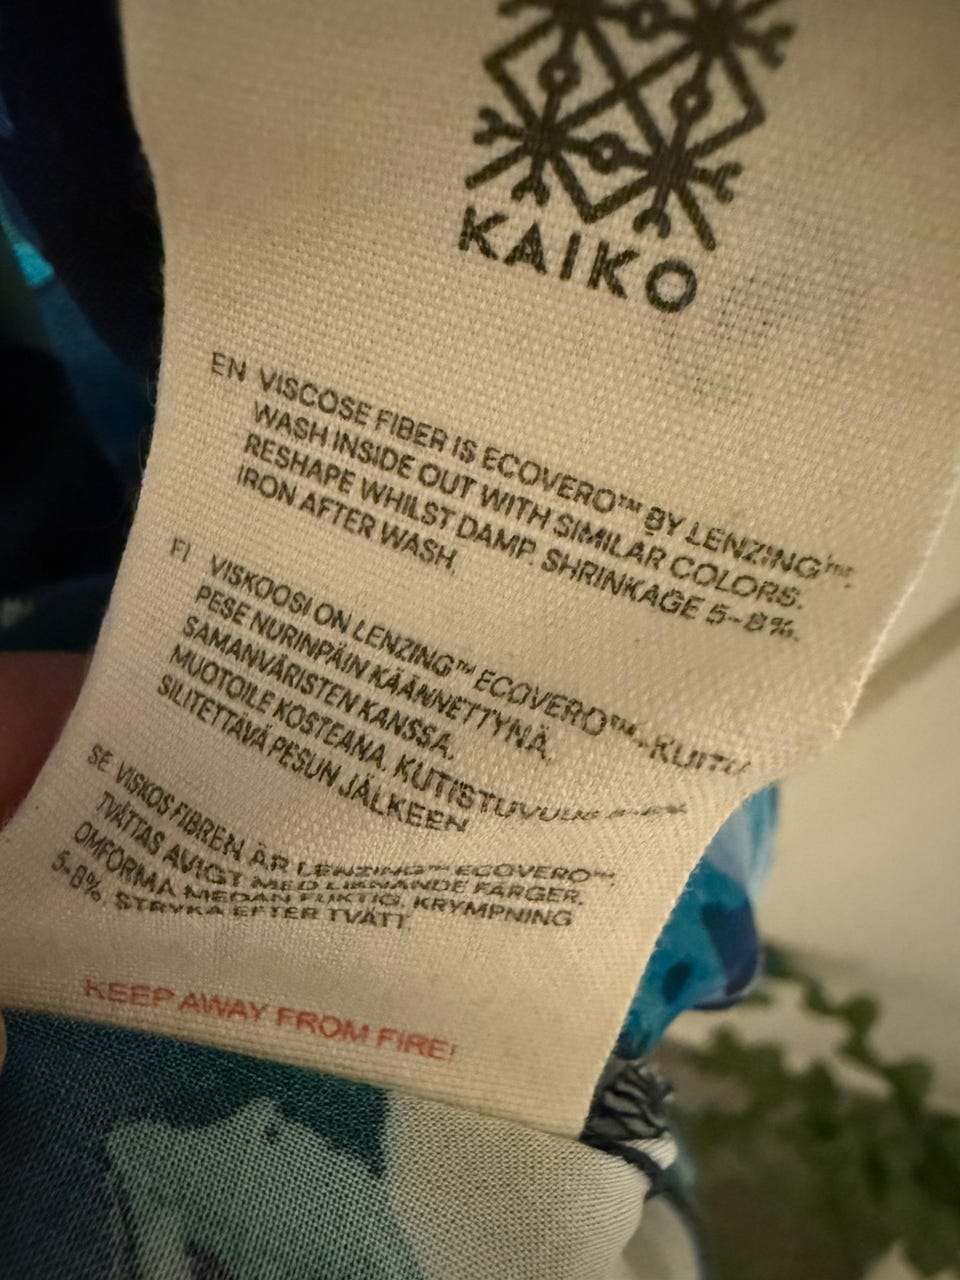 KAIKO
EN VISCOSE FIBER IS ECOVERO™ BY LENZING™.
WASH INSIDE OUT WITH SIMILAR COLORS.
RESHAPE WHILST DAMP. SHRINKAGE 5-8%.
IRON AFTER WASH.
FI VISKOOSI ON LENZING™ ECOVERO™-KUITU
PESE NURINPÄIN KÄÄNNETTYNÄ,
SAMANVÄRISTEN KANSSA.
MUOTOILE KOSTEANA. KUTISTUVUUS
SILITETTÄVÄ PESUN JÄLKEEN
SE VISKOS FIBREN ÄR LENZING™ ECOVERO™.
TVÄTTAS AVIGT MED LIKNANDE FÄRGER.
OMFORMA MEDAN FUKTIG. KRYMPNING
5-8%. STRYKA EFTER TVÄTT.
KEEP AWAY FROM FIRE!